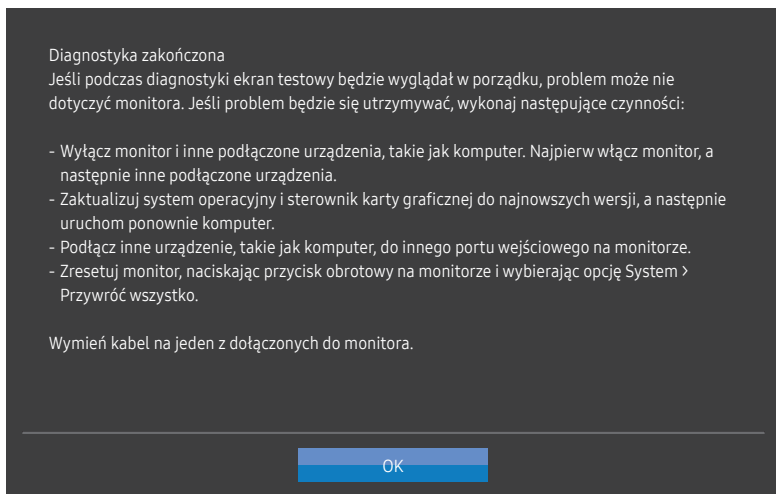 Diagnostyka zakończona
Jeśli podczas diagnostyki ekran testowy będzie wyglądał w porządku, problem może nie
dotyczyć monitora. Jeśli problem będzie się utrzymywać, wykonaj następujące czynności:
- Wyłącz monitor i inne podłączone urządzenia, takie jak komputer. Najpierw włącz monitor, a
następnie inne podłączone urządzenia.
- Zaktualizuj system operacyjny i sterownik karty graficznej do najnowszych wersji, a następnie
uruchom ponownie komputer.
- Podłącz inne urządzenie, takie jak komputer, do innego portu wejściowego na monitorze.
- Zresetuj monitor, naciskając przycisk obrotowy na monitorze i wybierając opcję System >
Przywróć wszystko.
Wymień kabel na jeden z dołączonych do monitora.
OK